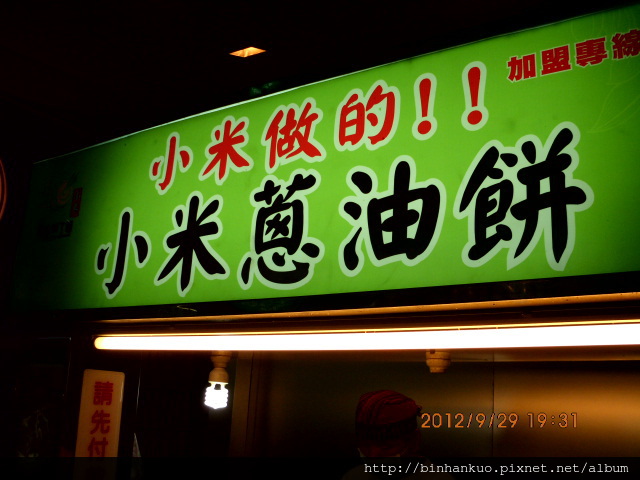 加盟專線
小米做的!!
小米蔥油餅
請先付
2012/9/29 19:31
http://binhankuo.pixnet.net/album